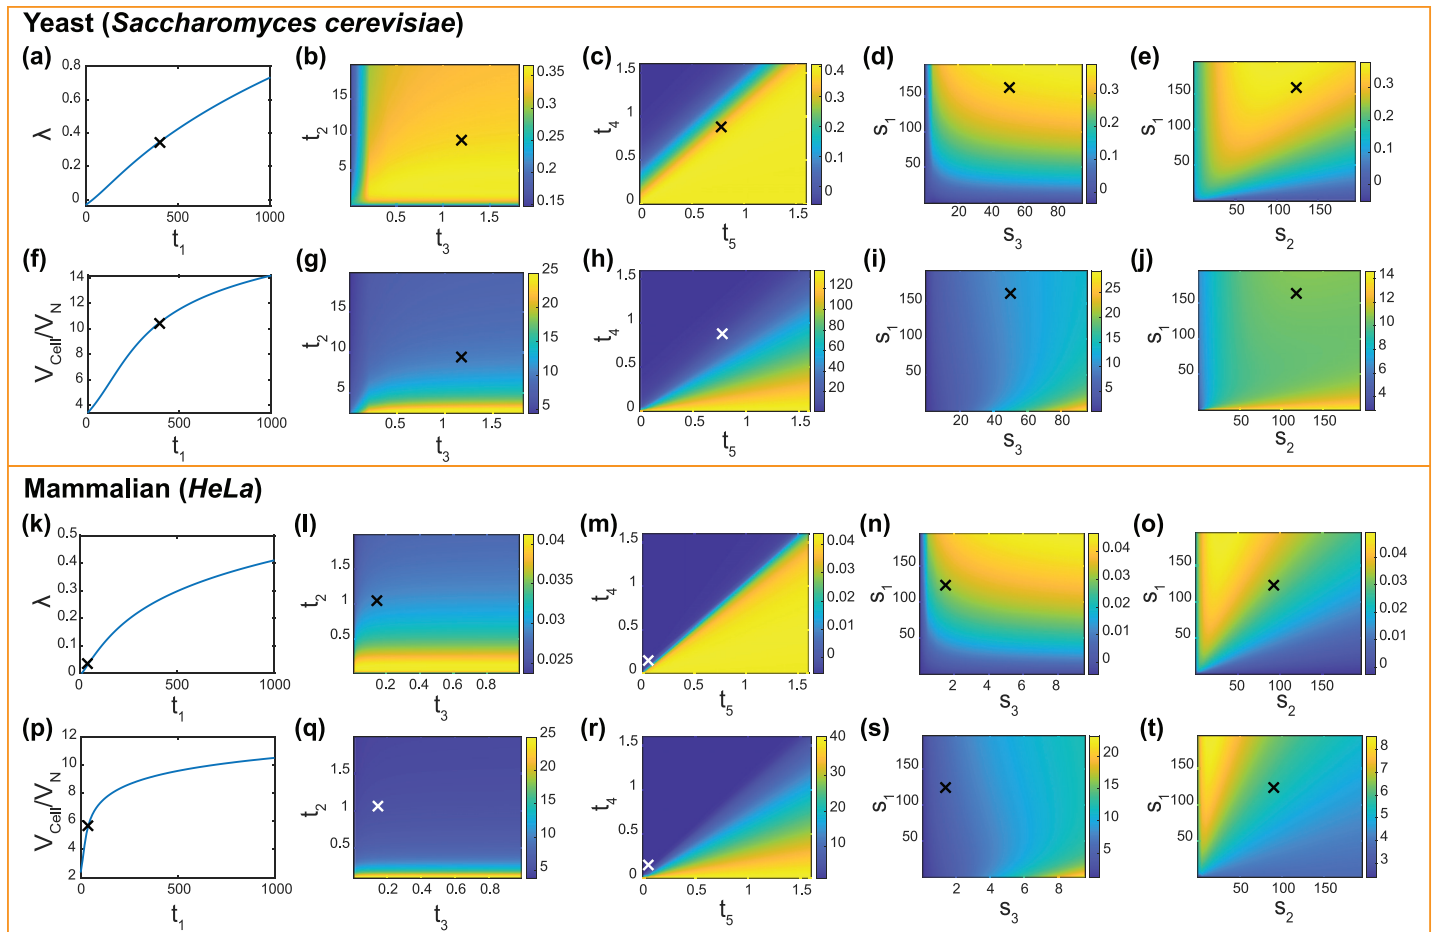 Yeast (Saccharomyces cerevisiae)
(a) (b) (c) (d) (e)
0.8 0.6 0.4 0.2 0
λ
0 500 1000
t1
15 10 5
t2
0.5 1 1.5
t3
0.35 0.3 0.25 0.2 0.15
1.5 1 0.5 0
t4
0 0.5 1 1.5
t5
0.4 0.3 0.2 0.1 0
150 100 50
s1
20 40 60 80
s3
0.3 0.2 0.1 0
150 100 50
s1
50 100 150
s2
0.3 0.2 0.1 0
(f) (g) (h) (i) (j)
14 12 10 8 6 4
VCell/VN
0 500 1000
t1
15 10 5
t2
0.5 1 1.5
t3
25 20 15 10 5
1.5 1 0.5 0
t4
0 0.5 1 1.5
t5
120 100 80 60 40 20
150 100 50
s1
20 40 60 80
s3
25 20 15 10 5
150 100 50
s1
50 100 150
s2
14 12 10 8 6 4
Mammalian (HeLa)
(k) (l) (m) (n) (o)
0.5 0.4 0.3 0.2 0.1 0
λ
0 500 1000
t1
1.5 1 0.5
t2
0.2 0.4 0.6 0.8
t3
0.04 0.035 0.03 0.025
1.5 1 0.5 0
t4
0 0.5 1 1.5
t5
0.04 0.03 0.02 0.01 0
150 100 50
s1
2 4 6 8
s3
0.04 0.03 0.02 0.01 0
150 100 50
s1
50 100 150
s2
0.04 0.03 0.02 0.01 0
(p) (q) (r) (s) (t)
12 10 8 6 4 2
VCell/VN
0 500 1000
t1
1.5 1 0.5
t2
0.2 0.4 0.6 0.8
t3
25 20 15 10 5
1.5 1 0.5 0
t4
0 0.5 1 1.5
t5
40 30 20 10
150 100 50
s1
2 4 6 8
s3
20 15 10 5
150 100 50
s1
50 100 150
s2
8 7 6 5 4 3